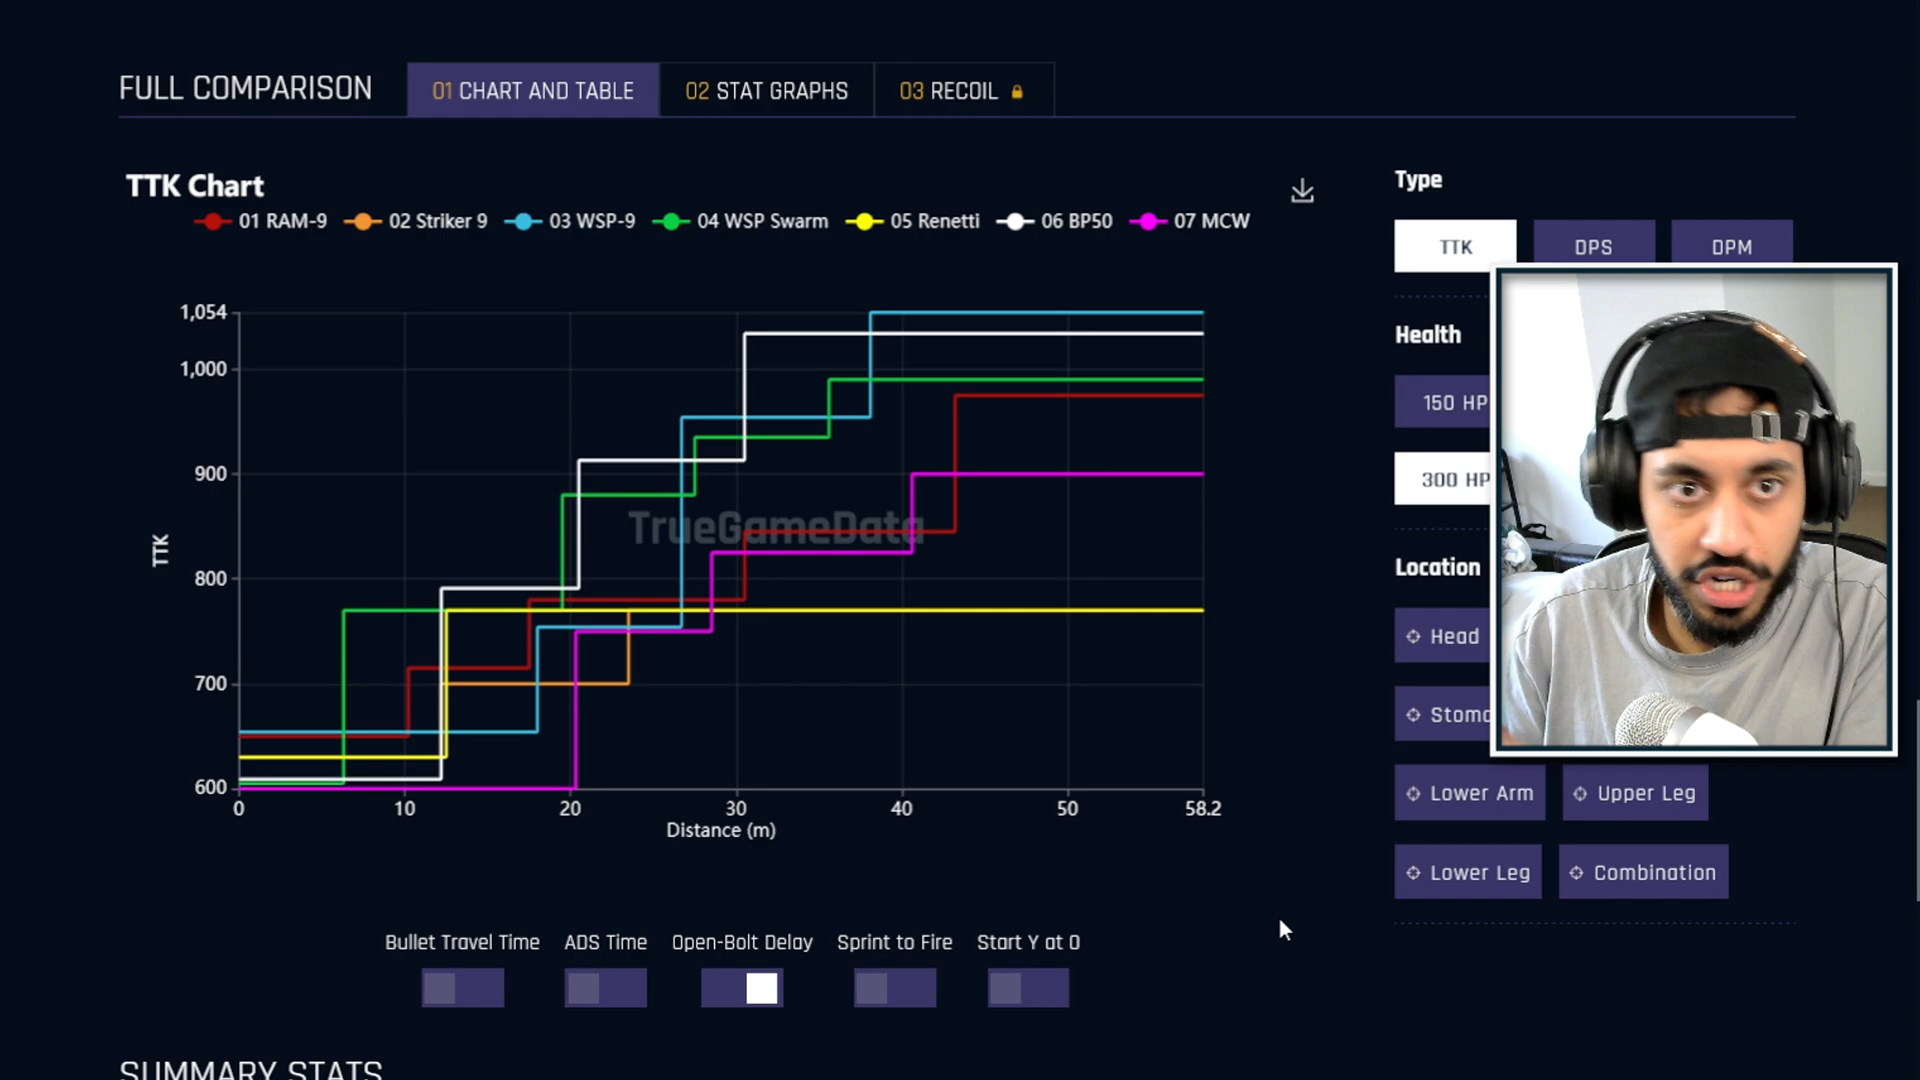 FULL COMPARISON
01 CHART AND TABLE
02 STAT GRAPHS
03 RECOIL
TTK Chart
01 RAM-9 02 Striker 9 03 WSP-9 04 WSP Swarm 05 Renetti 06 BP50 07 MCW
1,054
1,000
900
800
700
600
TTK
TrueGameData
0 10 20 30 40 50 58.2
Distance (m)
Bullet Travel Time
ADS Time
Open-Bolt Delay
Sprint to Fire
Start Y at 0
Type
TTK
DPS
DPM
Health
150 HP
300 HP
Location
Head
Stom
Lower Arm
Upper Leg
Lower Leg
Combination
SUMMARY STATS